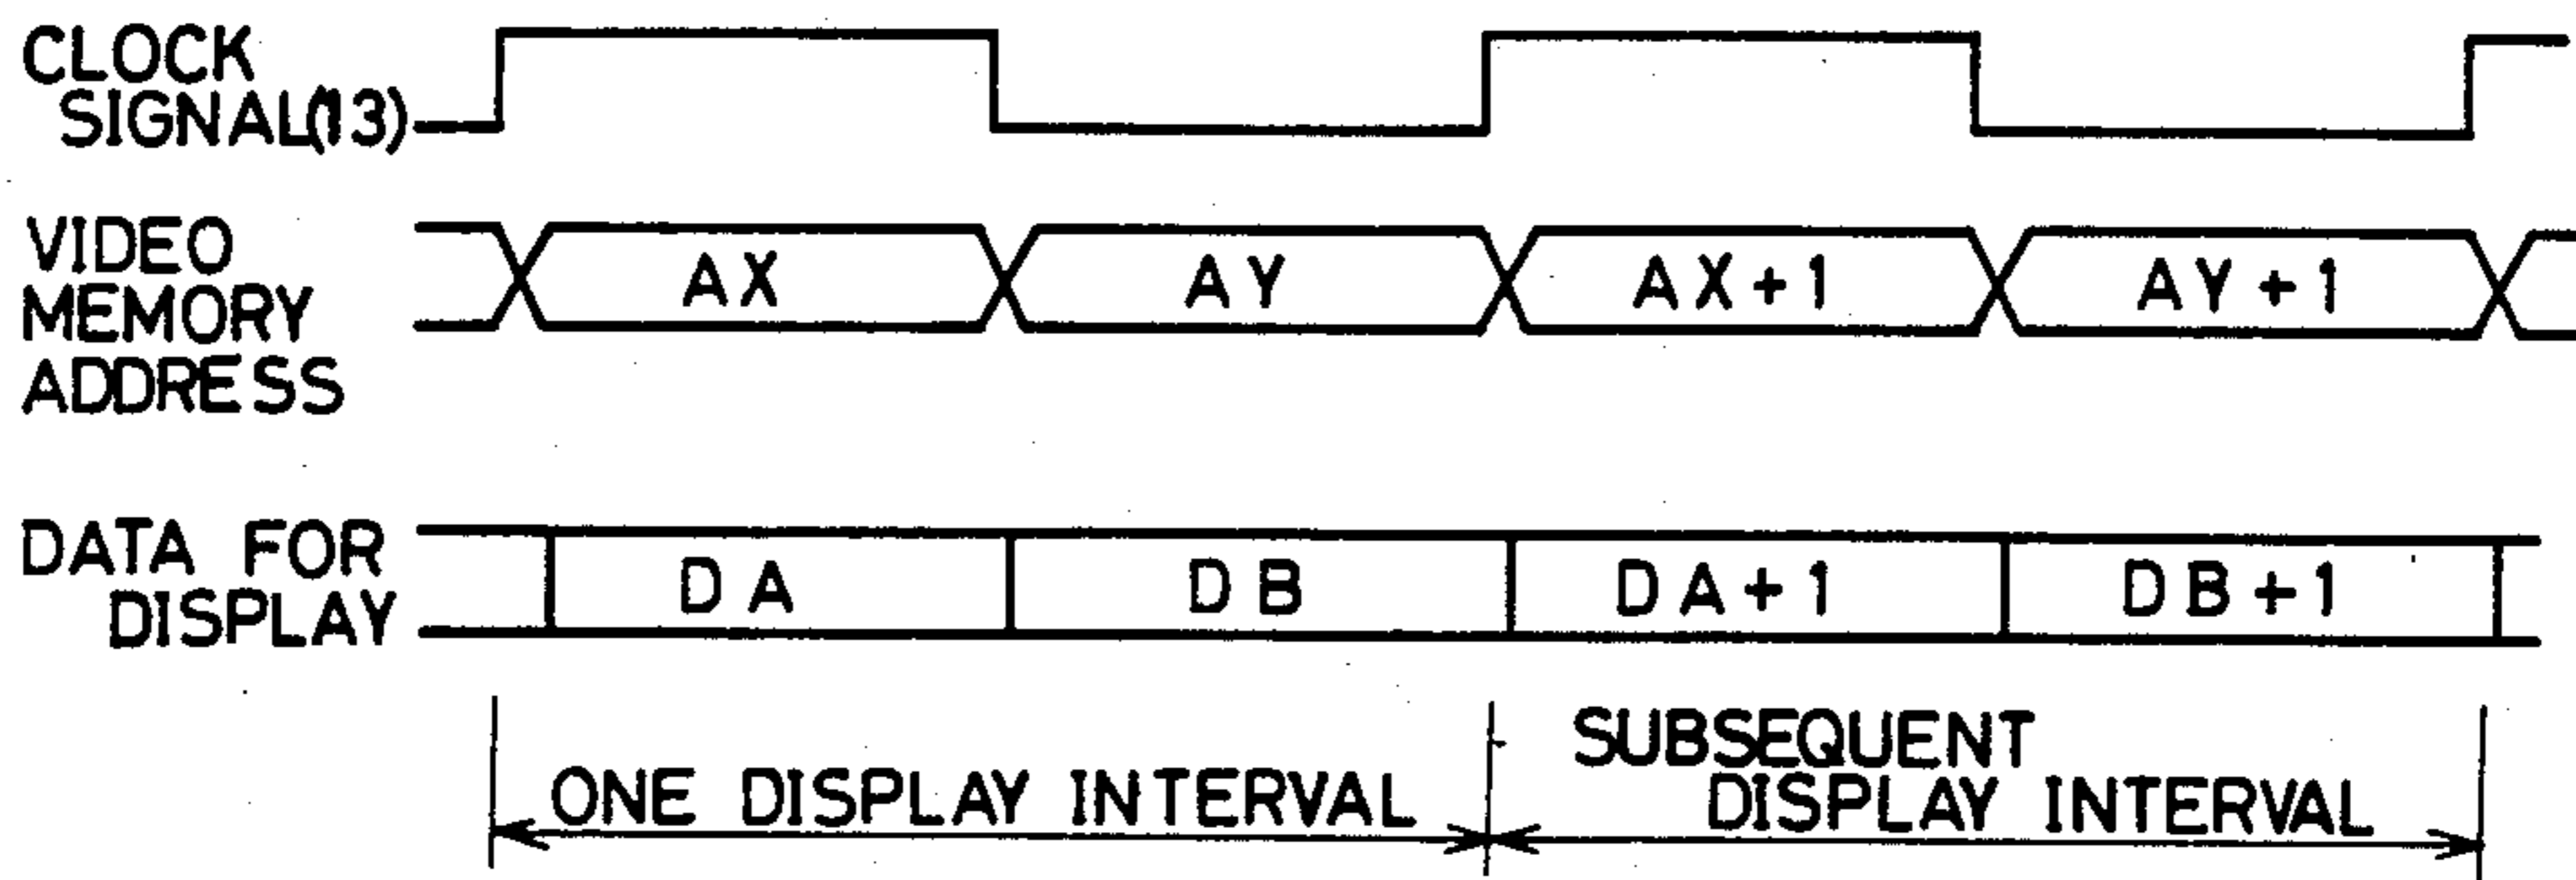 CLOCK
SIGNAL(13)
VIDEO
MEMORY
ADDRESS
AX
AY
AX+1
AY+1
DATA FOR
DISPLAY
DA
DB
DA+1
DB+1
ONE DISPLAY INTERVAL
SUBSEQUENT
DISPLAY INTERVAL